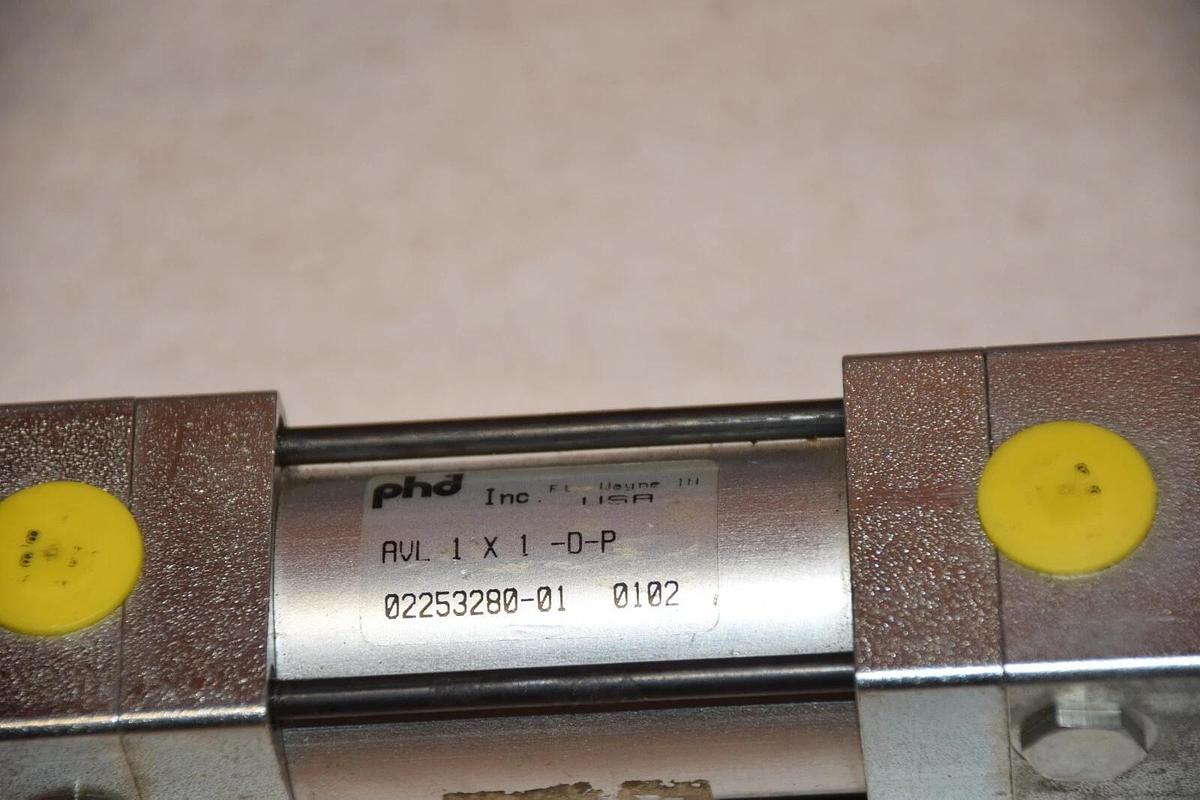 phd Inc. Ft. Wayne IN
USA
AVL 1 X 1 -D-P
02253280-01 0102